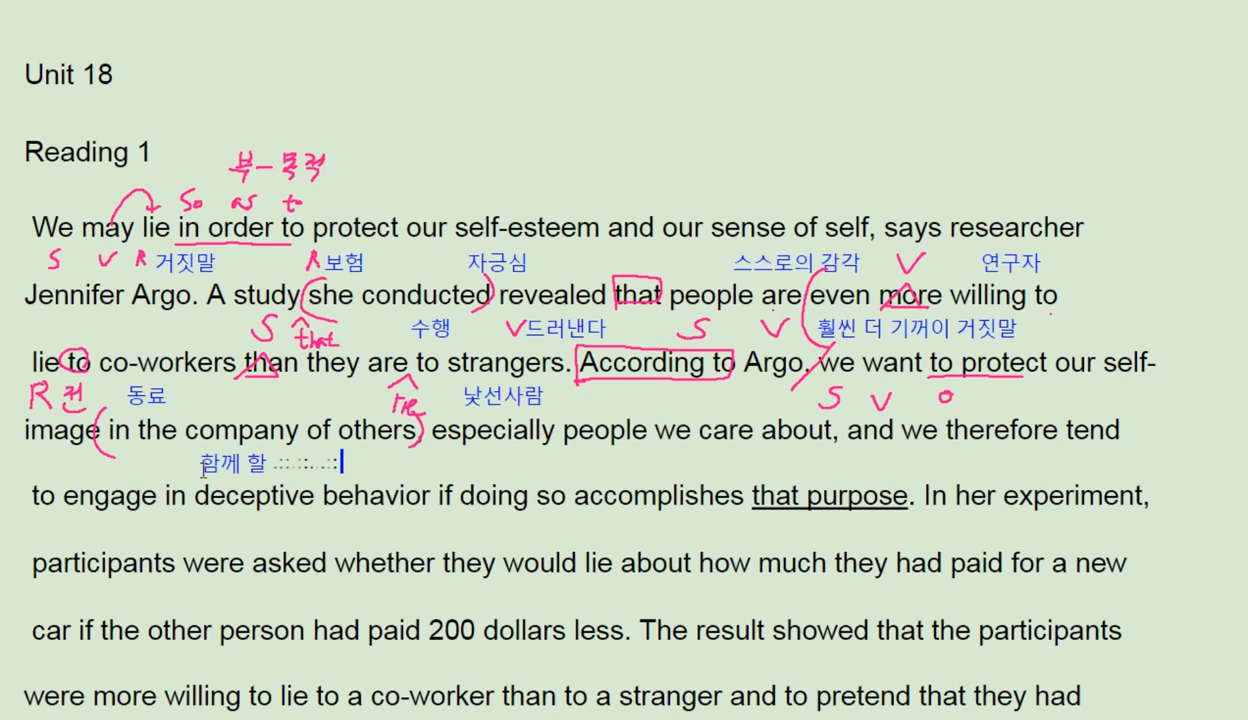 Unit 18
Reading 1
부-목적
so as to
We may lie in order to protect our self-esteem and our sense of self, says researcher
S V R 거짓말 R 보험 자긍심 스스로의 감각 V 연구자
Jennifer Argo. A study she conducted revealed that people are even more willing to
S that 수행 V 드러낸다 S V 훨씬 더 기꺼이 거짓말
lie to co-workers than they are to strangers. According to Argo, we want to protect our self-
R 전 동료 lie 낯선사람 S V O
image in the company of others, especially people we care about, and we therefore tend
함께 할
to engage in deceptive behavior if doing so accomplishes that purpose. In her experiment,
participants were asked whether they would lie about how much they had paid for a new
car if the other person had paid 200 dollars less. The result showed that the participants
were more willing to lie to a co-worker than to a stranger and to pretend that they had